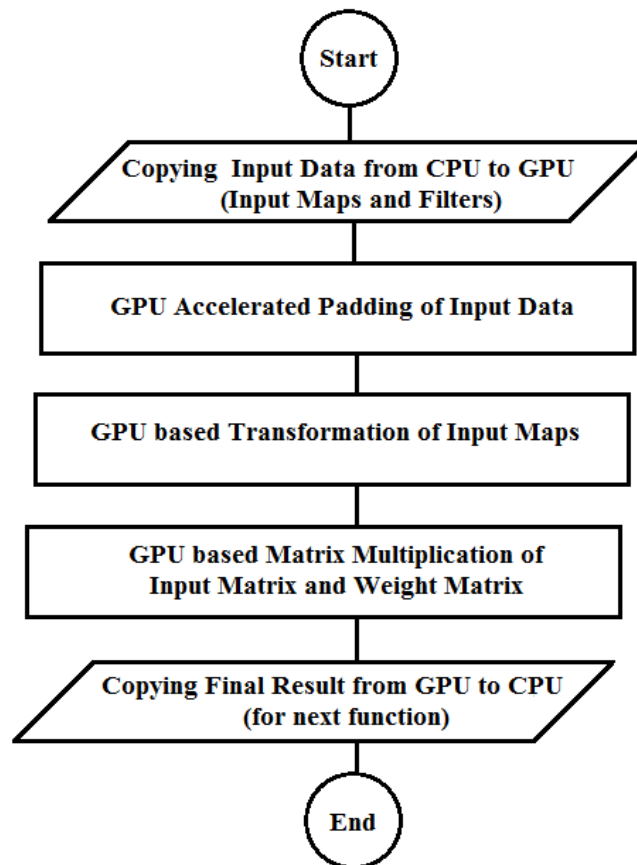 Start
Copying Input Data from CPU to GPU
(Input Maps and Filters)
GPU Accelerated Padding of Input Data
GPU based Transformation of Input Maps
GPU based Matrix Multiplication of
Input Matrix and Weight Matrix
Copying Final Result from GPU to CPU
(for next function)
End